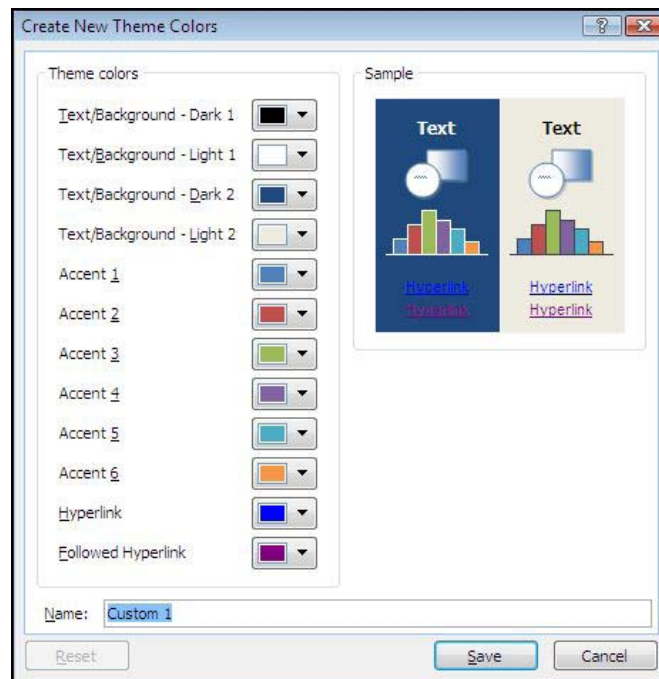 Create New Theme Colors
Theme colors
Text/Background - Dark 1
Text/Background - Light 1
Text/Background - Dark 2
Text/Background - Light 2
Accent 1
Accent 2
Accent 3
Accent 4
Accent 5
Accent 6
Hyperlink
Followed Hyperlink
Sample
Text Text
Hyperlink Hyperlink
Hyperlink Hyperlink
Name: Custom 1
Reset Save Cancel